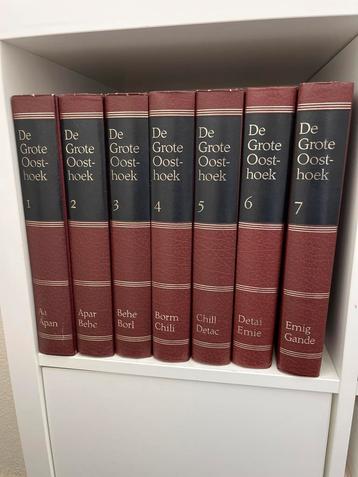 De
Grote
Oost-
hoek
1
Aa
Apan
De
Grote
Oost-
hoek
2
Apar
Behc
De
Grote
Oost-
hoek
3
Behe
Borl
De
Grote
Oost-
hoek
4
Borm
Chili
De
Grote
Oost-
hoek
5
Chill
Detac
De
Grote
Oost-
hoek
6
Detai
Emie
De
Grote
Oost-
hoek
7
Emig
Gande